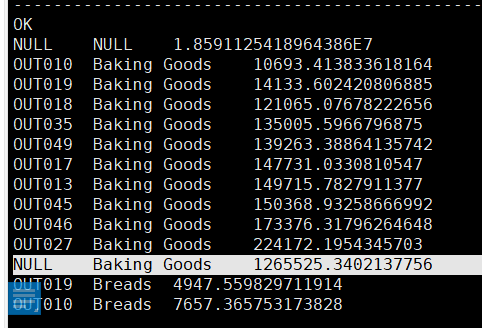 OK
NULL NULL 1.8591125418964386E7
OUT010 Baking Goods 10693.413833618164
OUT019 Baking Goods 14133.602420806885
OUT018 Baking Goods 121065.07678222656
OUT035 Baking Goods 135005.5966796875
OUT049 Baking Goods 139263.38864135742
OUT017 Baking Goods 147731.0330810547
OUT013 Baking Goods 149715.7827911377
OUT045 Baking Goods 150368.93258666992
OUT046 Baking Goods 173376.31796264648
OUT027 Baking Goods 224172.1954345703
NULL Baking Goods 1265525.3402137756
OUT019 Breads 4947.559829711914
OUT010 Breads 7657.365753173828